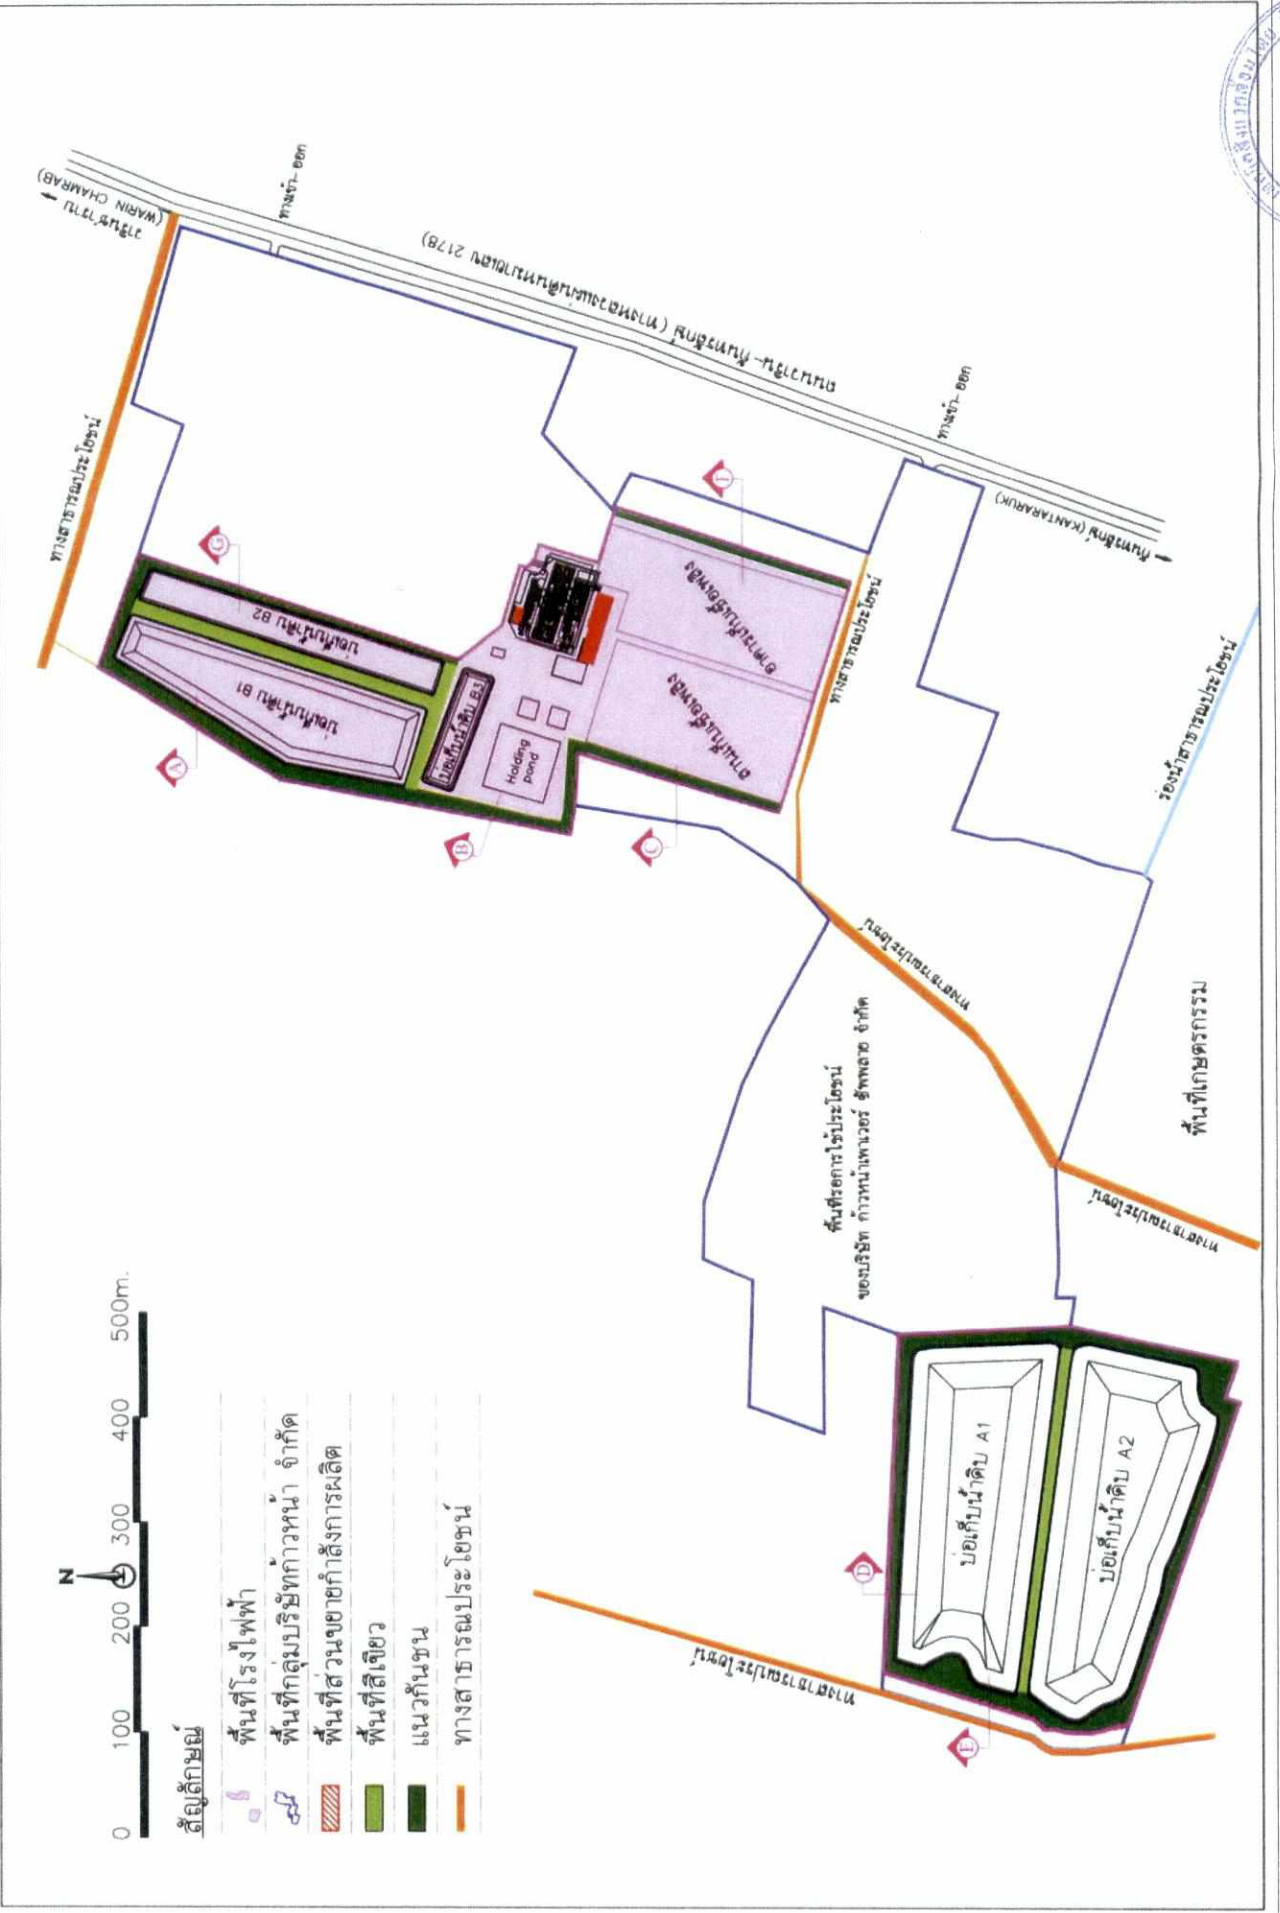 N
0 100 200 300 400 500m.
สัญลักษณ์
พื้นที่โรงไฟฟ้า
พื้นที่กลุ่มบริษัทก้าวหน้า จำกัด
พื้นที่ส่วนขยายกำลังการผลิต
พื้นที่สีเขียว
แนวกันชน
ทางสาธารณประโยชน์
ทางสาธารณประโยชน์
วารินชำราบ
(WARIN CHAMRAB)
ทางเข้า-ออก
ถนนวาริน-กันทรลักษ์ (ทางหลวงแผ่นดินหมายเลข 2178)
ทางเข้า-ออก
กันทรลักษ์ (KANTARARUK)
G
A
B
C
I
บ่อเก็บน้ำดิบ B2
บ่อเก็บน้ำดิบ B1
บ่อเก็บน้ำดิบ B3
Holding
pond
ลานเก็บเชื้อเพลิง
อาคารเก็บเชื้อเพลิง
ทางสาธารณประโยชน์
ร่องน้ำสาธารณประโยชน์
ทางสาธารณประโยชน์
พื้นที่รอการใช้ประโยชน์
ของบริษัท ก้าวหน้าเพาเวอร์ ซัพพลาย จำกัด
พื้นที่เกษตรกรรม
ทางสาธารณประโยชน์
ทางสาธารณประโยชน์
D
E
บ่อเก็บน้ำดิบ A1
บ่อเก็บน้ำดิบ A2